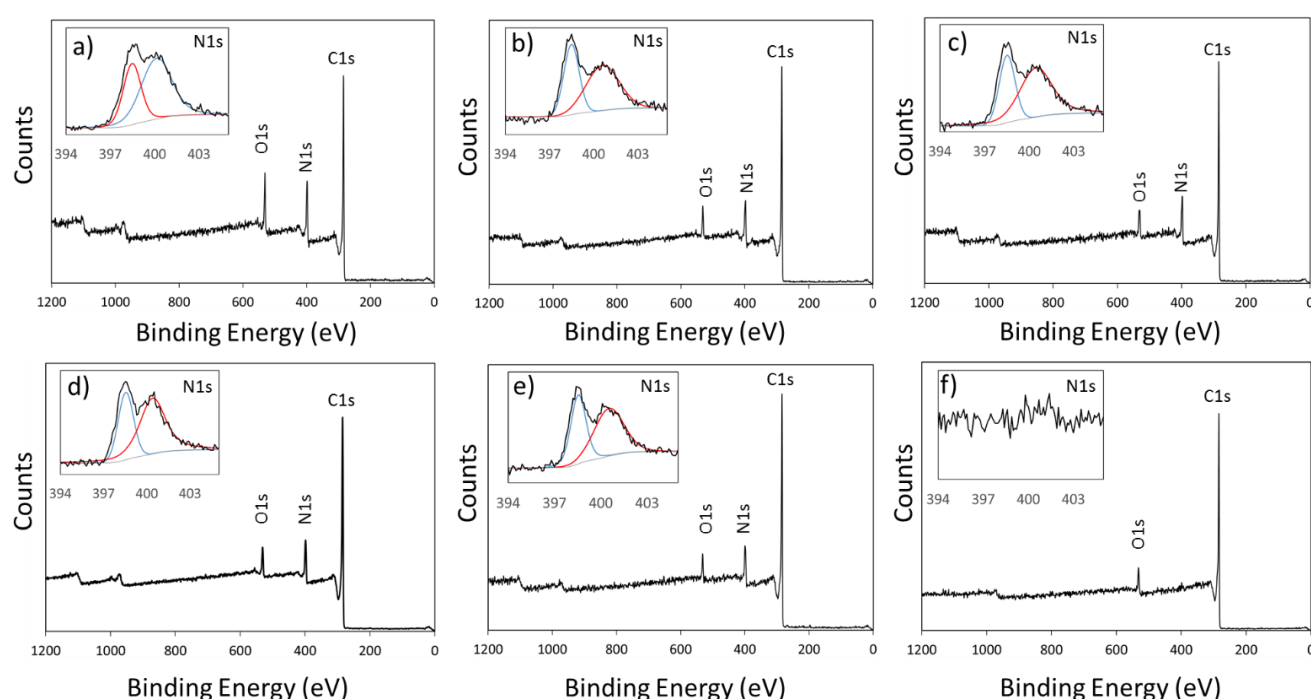 a) N1s
C1s
O1s
N1s
394 397 400 403
Counts
1200 1000 800 600 400 200 0
Binding Energy (eV)
b) N1s
C1s
O1s
N1s
394 397 400 403
Counts
1200 1000 800 600 400 200 0
Binding Energy (eV)
c) N1s
C1s
O1s
N1s
394 397 400 403
Counts
1200 1000 800 600 400 200 0
Binding Energy (eV)
d) N1s
C1s
O1s
N1s
394 397 400 403
Counts
1200 1000 800 600 400 200 0
Binding Energy (eV)
e) N1s
C1s
O1s
N1s
394 397 400 403
Counts
1200 1000 800 600 400 200 0
Binding Energy (eV)
f) N1s
C1s
O1s
394 397 400 403
Counts
1200 1000 800 600 400 200 0
Binding Energy (eV)